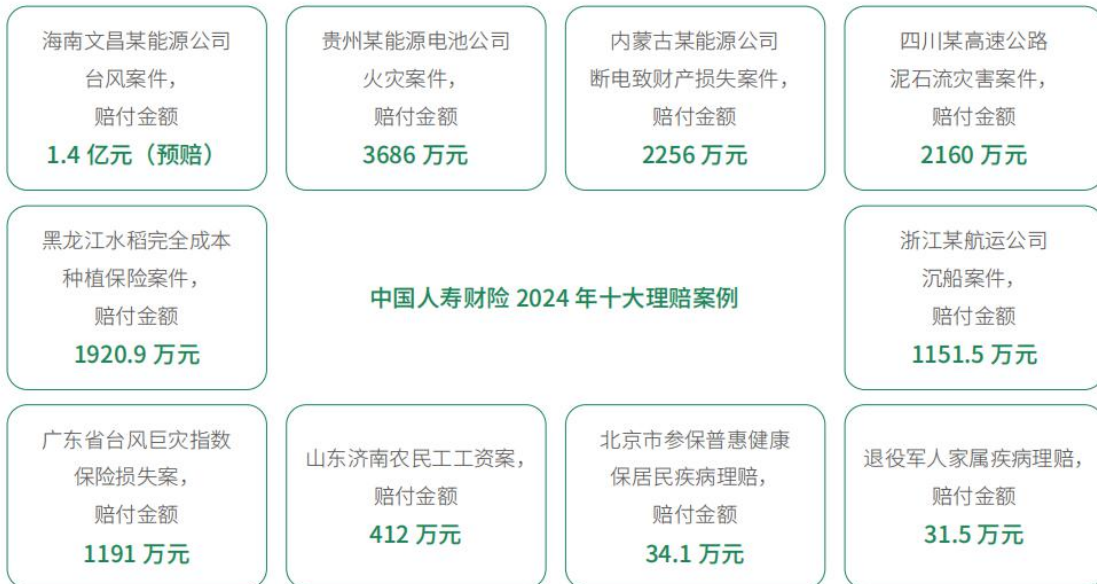 海南文昌某能源公司
台风案件，
赔付金额
1.4 亿元（预赔）
贵州某能源电池公司
火灾案件，
赔付金额
3686 万元
内蒙古某能源公司
断电致财产损失案件，
赔付金额
2256 万元
四川某高速公路
泥石流灾害案件，
赔付金额
2160 万元
黑龙江水稻完全成本
种植保险案件，
赔付金额
1920.9 万元
中国人寿财险 2024 年十大理赔案例
浙江某航运公司
沉船案件，
赔付金额
1151.5 万元
广东省台风巨灾指数
保险损失案，
赔付金额
1191 万元
山东济南农民工工资案，
赔付金额
412 万元
北京市参保普惠健康
保居民疾病理赔，
赔付金额
34.1 万元
退役军人家属疾病理赔，
赔付金额
31.5 万元